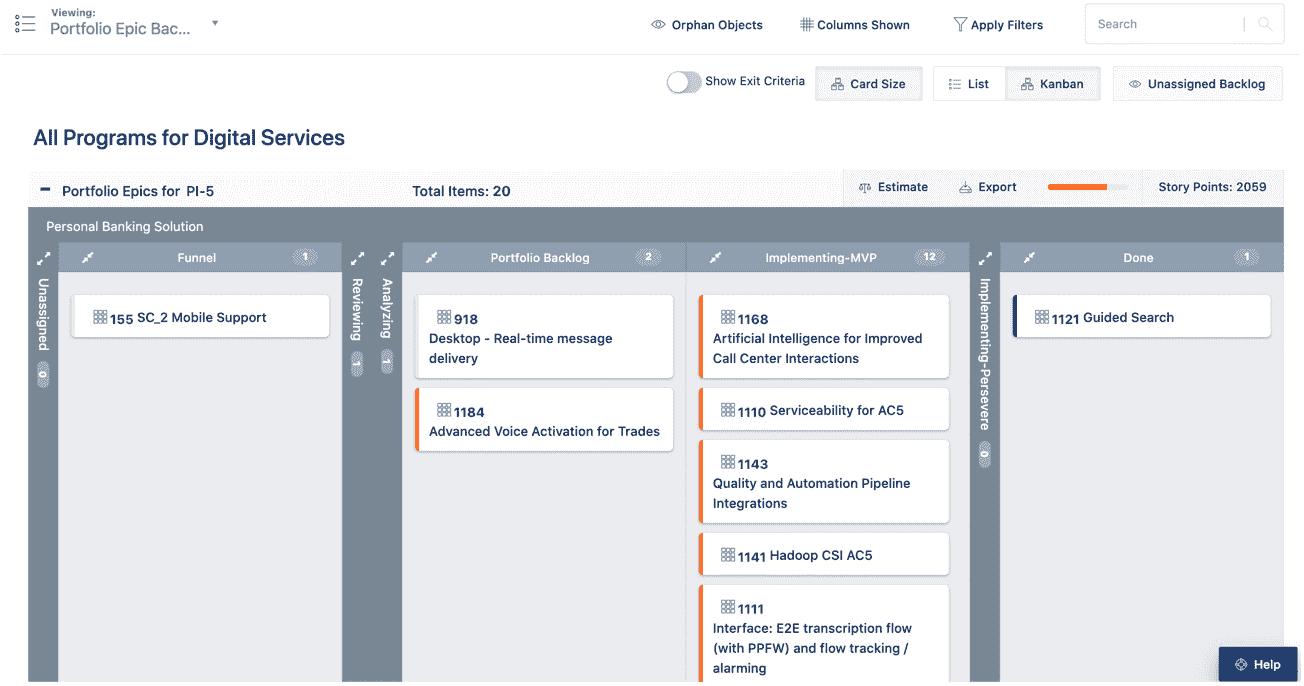 Viewing:
Portfolio Epic Bac...
Orphan Objects
Columns Shown
Apply Filters
Search
Show Exit Criteria
Card Size
List
Kanban
Unassigned Backlog
All Programs for Digital Services
Portfolio Epics for PI-5
Total Items: 20
Estimate
Export
Story Points: 2059
Personal Banking Solution
Unassigned 0
Funnel 1
155 SC_2 Mobile Support
Reviewing 1
Analyzing 1
Portfolio Backlog 2
918
Desktop - Real-time message
delivery
1184
Advanced Voice Activation for Trades
Implementing-MVP 12
1168
Artificial Intelligence for Improved
Call Center Interactions
1110 Serviceability for AC5
1143
Quality and Automation Pipeline
Integrations
1141 Hadoop CSI AC5
1111
Interface: E2E transcription flow
(with PPFW) and flow tracking /
alarming
Implementing-Persevere 0
Done 1
1121 Guided Search
Help